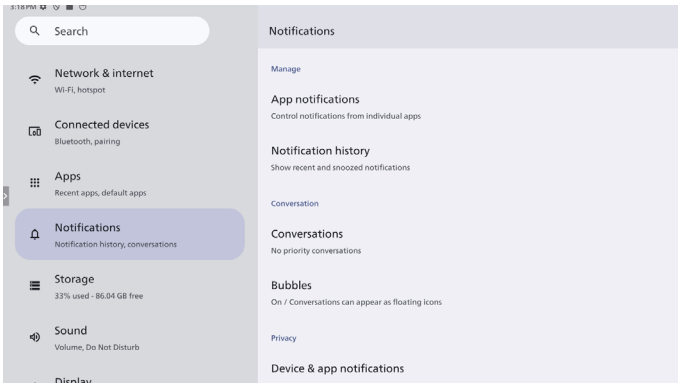 3:18 PM
Search
Network & internet
Wi-Fi, hotspot
Connected devices
Bluetooth, pairing
Apps
Recent apps, default apps
Notifications
Notification history, conversations
Storage
33% used - 86.04 GB free
Sound
Volume, Do Not Disturb
Display
Notifications
Manage
App notifications
Control notifications from individual apps
Notification history
Show recent and snoozed notifications
Conversation
Conversations
No priority conversations
Bubbles
On / Conversations can appear as floating icons
Privacy
Device & app notifications